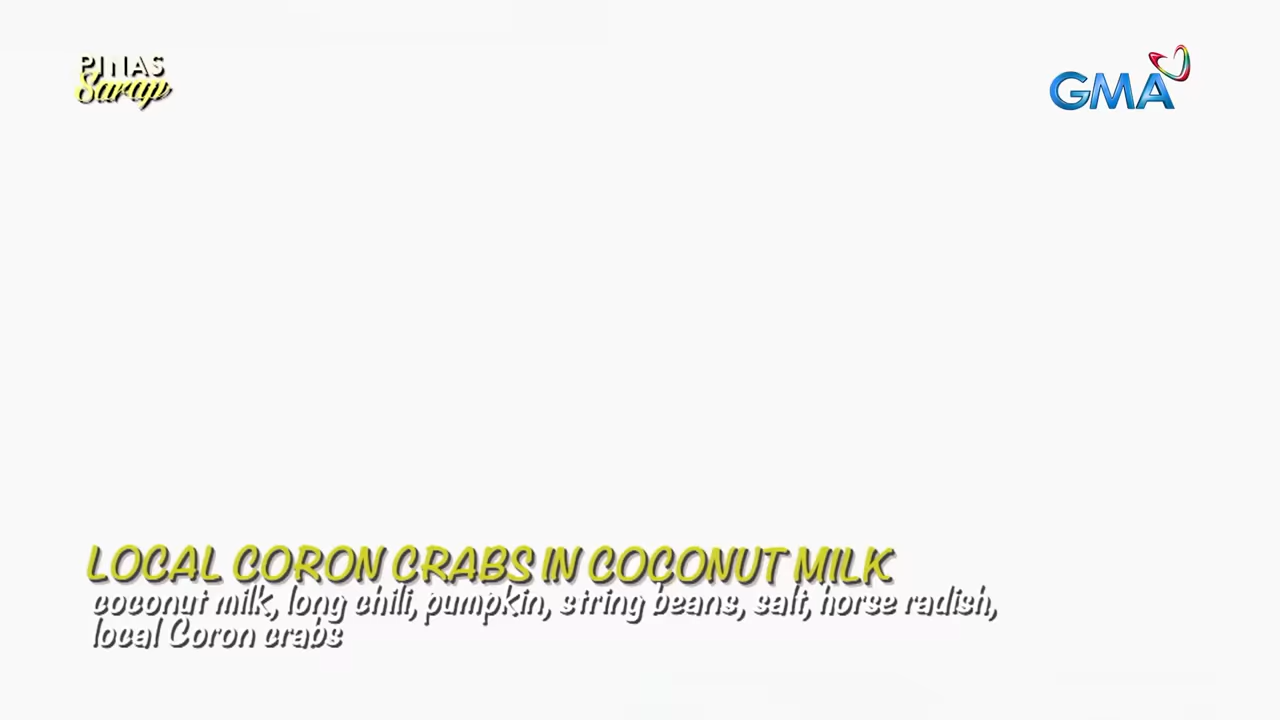 PINAS
Sarap
GMA
LOCAL CORON CRABS IN COCONUT MILK
coconut milk, long chili, pumpkin, string beans, salt, horse radish,
local Coron crabs